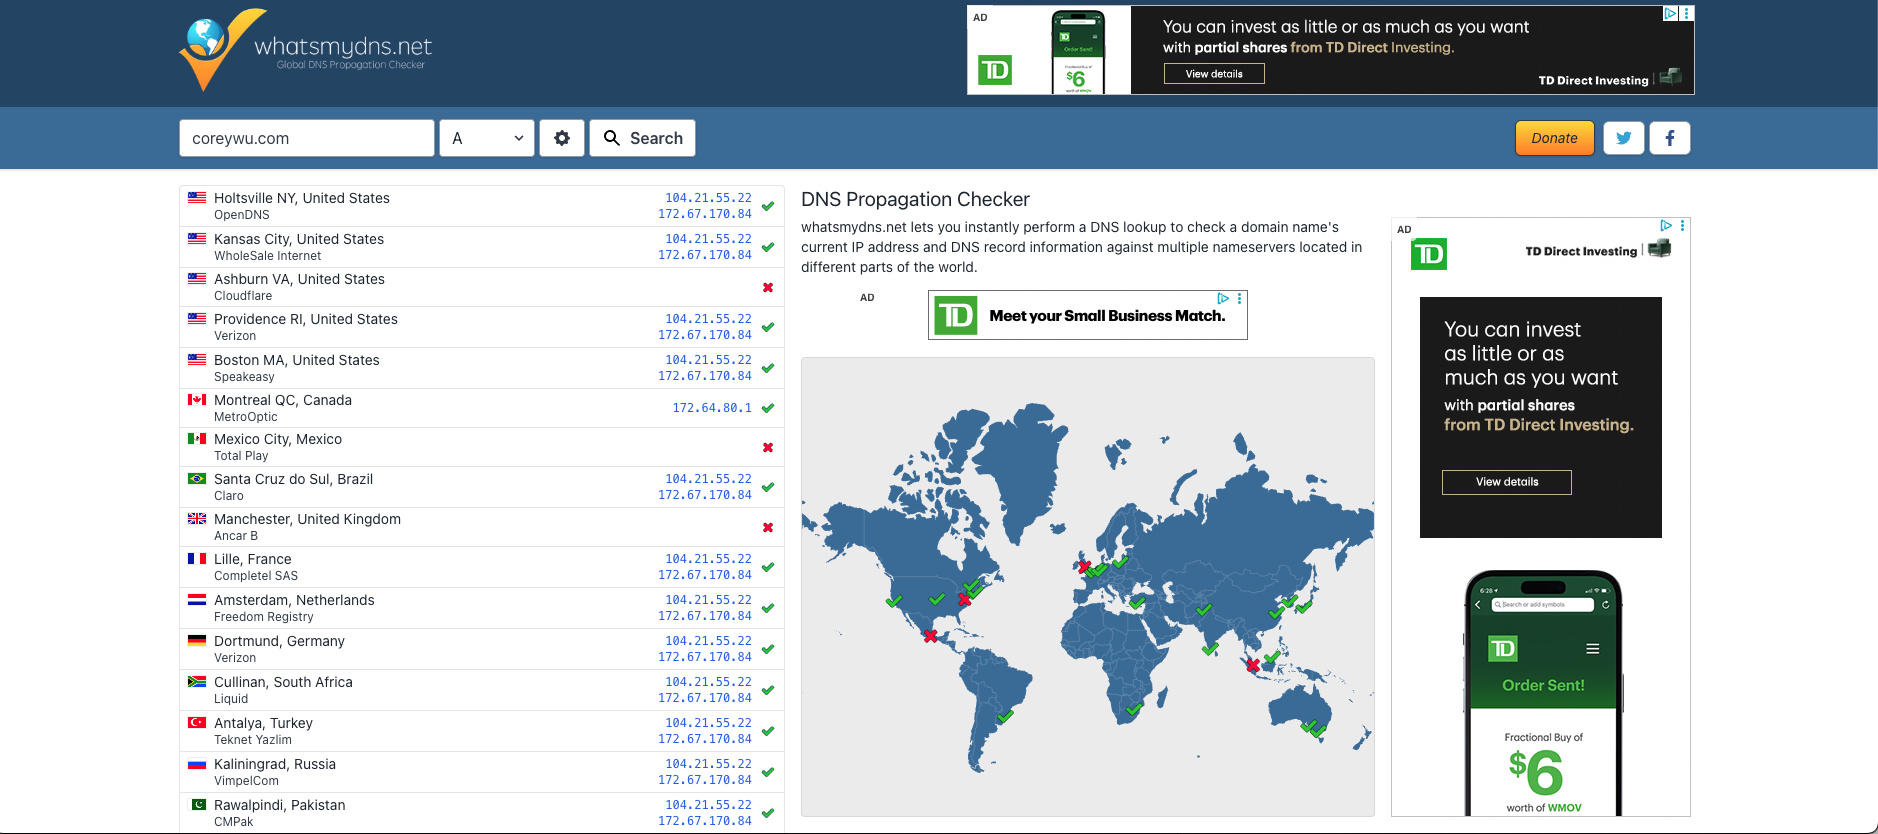 whatsmydns.net
Global DNS Propagation Checker
AD
TD
Order Sent!
Fractional Buy of
$6
worth of WMOV
You can invest as little or as much as you want
with partial shares from TD Direct Investing.
View details
TD Direct Investing
coreywu.com
A
Search
Donate
Holtsville NY, United States
OpenDNS
104.21.55.22
172.67.170.84
Kansas City, United States
WholeSale Internet
104.21.55.22
172.67.170.84
Ashburn VA, United States
Cloudflare
Providence RI, United States
Verizon
104.21.55.22
172.67.170.84
Boston MA, United States
Speakeasy
104.21.55.22
172.67.170.84
Montreal QC, Canada
MetroOptic
172.64.80.1
Mexico City, Mexico
Total Play
Santa Cruz do Sul, Brazil
Claro
104.21.55.22
172.67.170.84
Manchester, United Kingdom
Ancar B
Lille, France
Completel SAS
104.21.55.22
172.67.170.84
Amsterdam, Netherlands
Freedom Registry
104.21.55.22
172.67.170.84
Dortmund, Germany
Verizon
104.21.55.22
172.67.170.84
Cullinan, South Africa
Liquid
104.21.55.22
172.67.170.84
Antalya, Turkey
Teknet Yazlim
104.21.55.22
172.67.170.84
Kaliningrad, Russia
VimpelCom
104.21.55.22
172.67.170.84
Rawalpindi, Pakistan
CMPak
104.21.55.22
172.67.170.84
DNS Propagation Checker
whatsmydns.net lets you instantly perform a DNS lookup to check a domain name's
current IP address and DNS record information against multiple nameservers located in
different parts of the world.
AD
TD
Meet your Small Business Match.
AD
TD
TD Direct Investing
You can invest
as little or as
much as you want
with partial shares
from TD Direct Investing.
View details
6:28
Search or add symbols
TD
Order Sent!
Fractional Buy of
$6
worth of WMOV